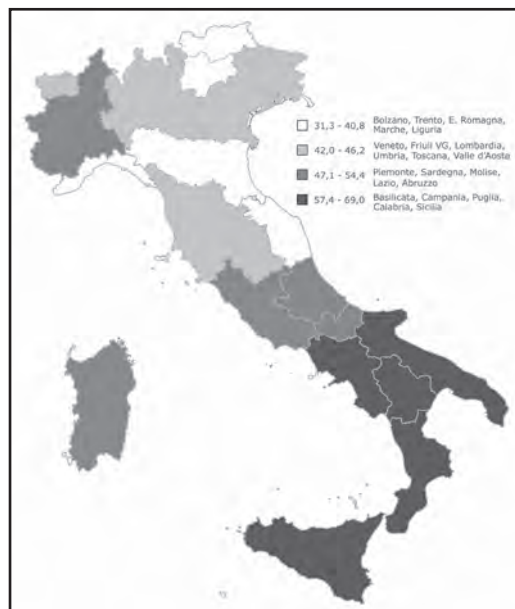 31,3 - 40,8 Bolzano, Trento, E. Romagna,
Marche, Liguria
42,0 - 46,2 Veneto, Friuli VG, Lombardia,
Umbria, Toscana, Valle d'Aosta
47,1 - 54,4 Piemonte, Sardegna, Molise,
Lazio, Abruzzo
57,4 - 69,0 Basilicata, Campania, Puglia,
Calabria, Sicilia